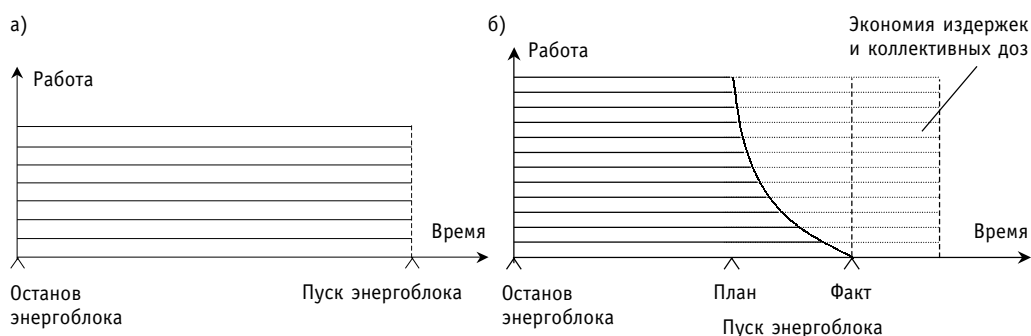 а)
Работа
Время
Останов
энергоблока
Пуск энергоблока
б)
Экономия издержек
и коллективных доз
Работа
Время
Останов
энергоблока
План
Факт
Пуск энергоблока